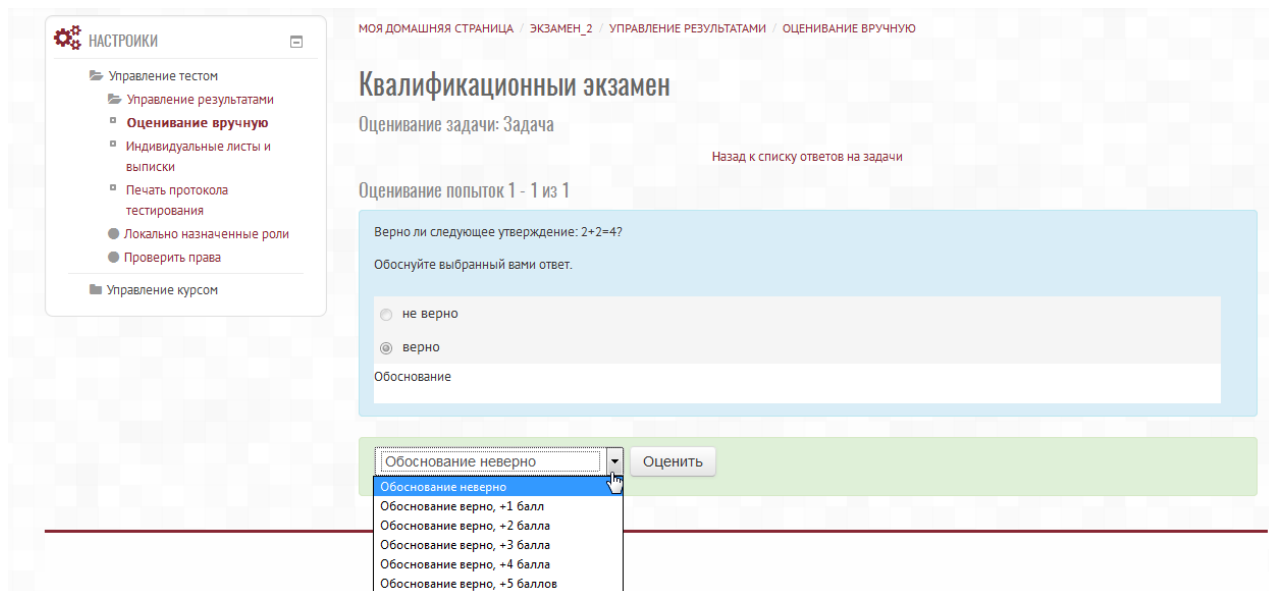 НАСТРОЙКИ
Управление тестом
Управление результатами
Оценивание вручную
Индивидуальные листы и
выписки
Печать протокола
тестирования
Локально назначенные роли
Проверить права
Управление курсом
МОЯ ДОМАШНЯЯ СТРАНИЦА / ЭКЗАМЕН_2 / УПРАВЛЕНИЕ РЕЗУЛЬТАТАМИ / ОЦЕНИВАНИЕ ВРУЧНУЮ
Квалификационный экзамен
Оценивание задачи: Задача
Назад к списку ответов на задачи
Оценивание попыток 1 - 1 из 1
Верно ли следующее утверждение: 2+2=4?
Обоснуйте выбранный вами ответ.
не верно
верно
Обоснование
Обоснование неверно
Оценить
Обоснование неверно
Обоснование верно, +1 балл
Обоснование верно, +2 балла
Обоснование верно, +3 балла
Обоснование верно, +4 балла
Обоснование верно, +5 баллов